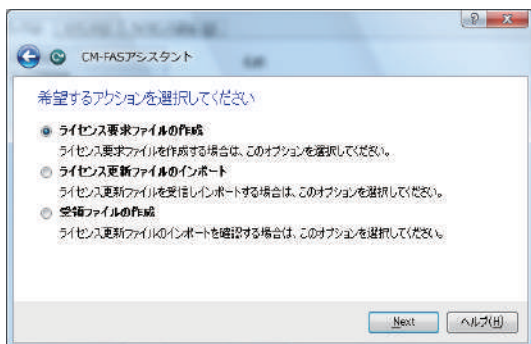 CM-FASアシスタント
希望するアクションを選択してください
ライセンス要求ファイルの作成
ライセンス要求ファイルを作成する場合は、このオプションを選択してください。
ライセンス更新ファイルのインポート
ライセンス更新ファイルを受信しインポートする場合は、このオプションを選択してください。
受領ファイルの作成
ライセンス更新ファイルのインポートを確認する場合は、このオプションを選択してください。
Next
ヘルプ(H)